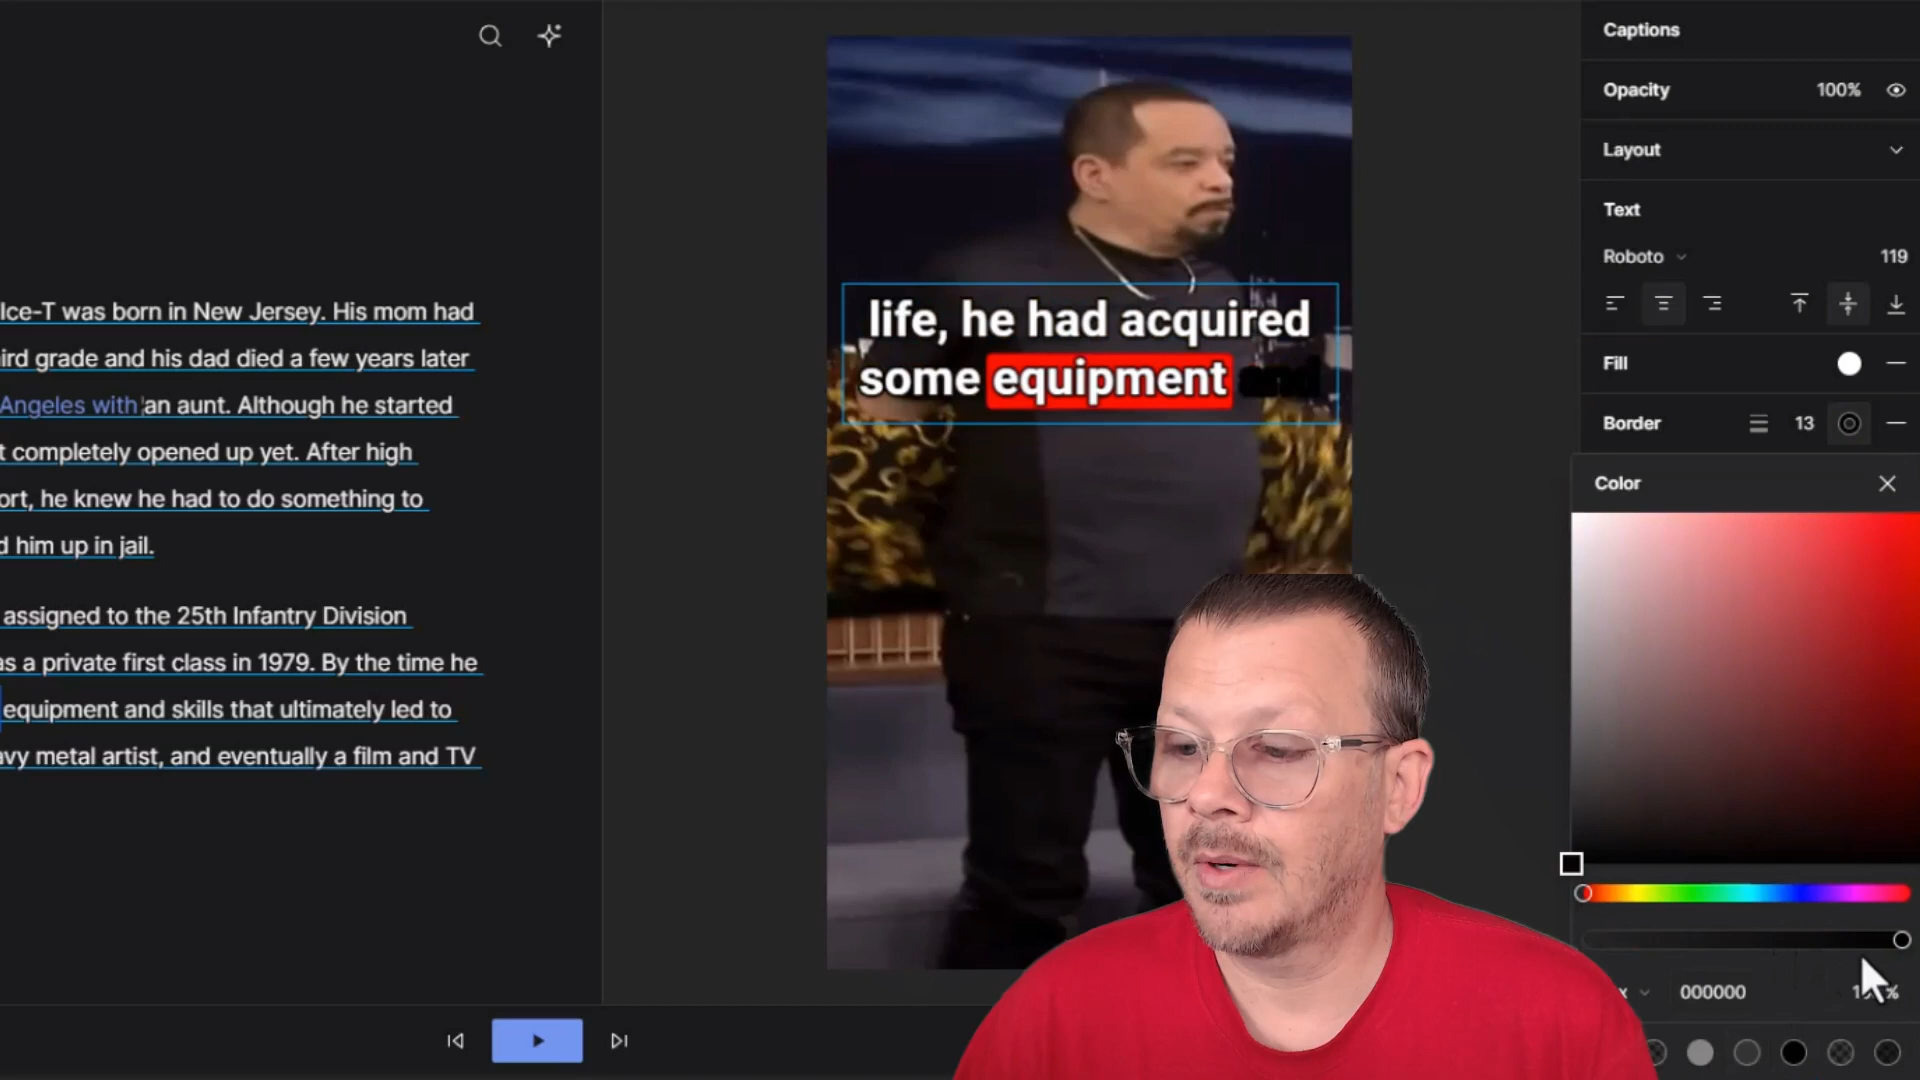 Ice-T was born in New Jersey. His mom had
ird grade and his dad died a few years later
Angeles with an aunt. Although he started
t completely opened up yet. After high
ort, he knew he had to do something to
d him up in jail.
assigned to the 25th Infantry Division
as a private first class in 1979. By the time he
equipment and skills that ultimately led to
avy metal artist, and eventually a film and TV
life, he had acquired
some equipment and
Captions
Opacity 100%
Layout
Text
Roboto 119
Fill
Border 13
Color
x 000000